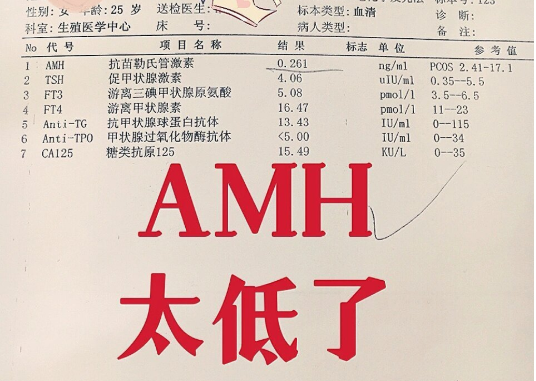 性别:女 年龄:25 岁 送检医生: 标本类型:血清 诊 断:
科室:生殖医学中心 床 号: 病人类型: 备 注:
No 代 号 项 目 名 称 结 果 标志 单 位 参 考 值
1 AMH 抗苗勒氏管激素 0.261 ng/ml PCOS 2.41-17.1
2 TSH 促甲状腺激素 4.06 uIU/ml 0.35--5.5
3 FT3 游离三碘甲状腺原氨酸 5.08 pmol/l 3.5--6.5
4 FT4 游离甲状腺素 16.47 pmol/l 11--23
5 Anti-TG 抗甲状腺球蛋白抗体 13.43 IU/ml 0--115
6 Anti-TPO 甲状腺过氧化物酶抗体 <5.00 IU/ml 0--34
7 CA125 糖类抗原125 15.49 KU/L 0--35
AMH
太低了